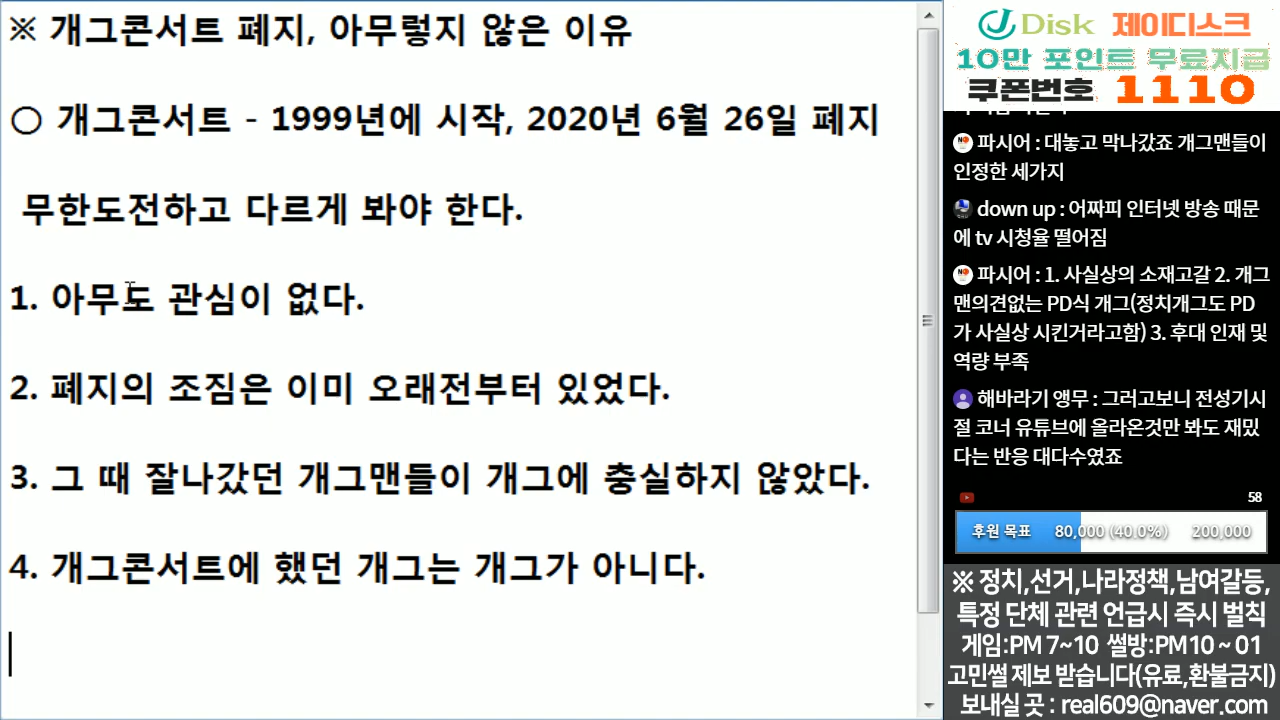 ※ 개그콘서트 폐지, 아무렇지 않은 이유
○ 개그콘서트 - 1999년에 시작, 2020년 6월 26일 폐지
무한도전하고 다르게 봐야 한다.
1. 아무도 관심이 없다.
2. 폐지의 조짐은 이미 오래전부터 있었다.
3. 그 때 잘나갔던 개그맨들이 개그에 충실하지 않았다.
4. 개그콘서트에 했던 개그는 개그가 아니다.
JDisk 제이디스크
10만 포인트 무료지급
쿠폰번호 1110
파시어 : 대놓고 막나갔죠 개그맨들이
인정한 세가지
down up : 어짜피 인터넷 방송 때문
에 tv 시청율 떨어짐
파시어 : 1. 사실상의 소재고갈 2. 개그
맨의견없는 PD식 개그(정치개그도 PD
가 사실상 시킨거라고함) 3. 후대 인재 및
역량 부족
해바라기 앵무 : 그러고보니 전성기시
절 코너 유튜브에 올라온것만 봐도 재밌
다는 반응 대다수였죠
58
후원 목표 80,000 (40.0%) 200,000
※ 정치,선거,나라정책,남여갈등,
특정 단체 관련 언급시 즉시 벌칙
게임:PM 7~10 썰방:PM10 ~ 01
고민썰 제보 받습니다(유료,환불금지)
보내실 곳 : real609@naver.com